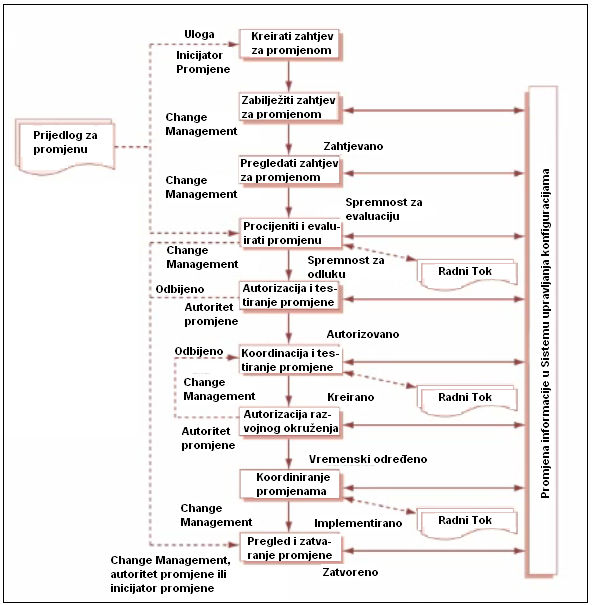 Uloga
Kreirati zahtjev
za promjenom
Inicijator
Promjene
Zabilježiti zahtjev
za promjenom
Change
Management
Prijedlog za
promjenu
Zahtjevano
Pregledati zahtjev
za promjenom
Change
Management
Spremnost za
evaluaciju
Procijeniti i evalu-
irati promjenu
Change
Management
Spremnost za
odluku
Radni Tok
Odbijeno
Autorizacija i tes-
tiranje promjene
Autoritet
promjene
Autorizovano
Odbijeno
Koordinacija i tes-
tiranje promjene
Change
Management
Kreirano
Radni Tok
Autorizacija raz-
vojnog okruženja
Autoritet
promjene
Vremenski određeno
Koordiniranje
promjenama
Change
Management
Implementirano
Radni Tok
Pregled i zatva-
ranje promjene
Change Management,
autoritet promjene ili
inicijator promjene
Zatvoreno
Promjena informacije u Sistemu upravljanja konfiguracijama